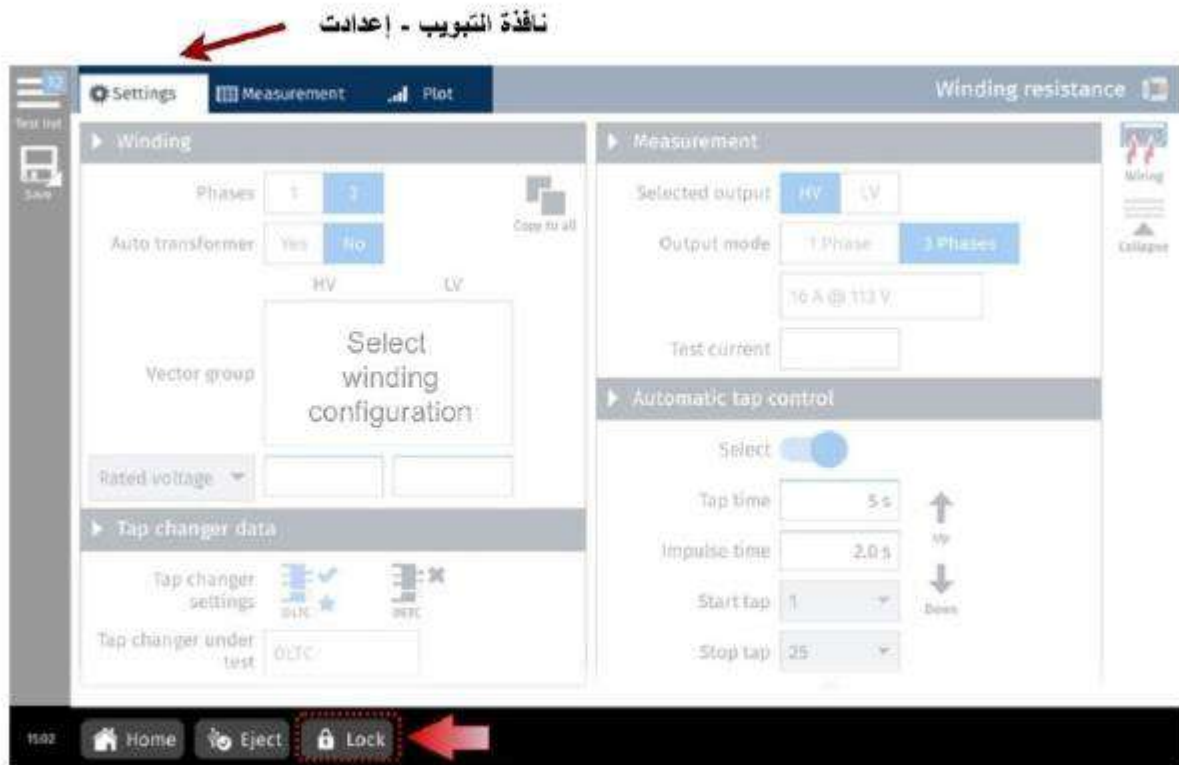 نافذة التبويب - إعدادت
32 Settings Measurement Plot Winding resistance
Test list
Save
Winding
Phases 1 3
Copy to all
Auto transformer Yes No
HV LV
Vector group
Select
winding
configuration
Rated voltage
Tap changer data
Tap changer
settings
OLTC DETC
Tap changer under
test
OLTC
Measurement
Selected output HV LV
Output mode 1 Phase 3 Phases
16 A @ 113 V
Test current
Automatic tap control
Select
Tap time 5 s
Up
Impulse time 2.0 s
Start tap 1
Down
Stop tap 25
Wiring
Collapse
15:02 Home Eject Lock